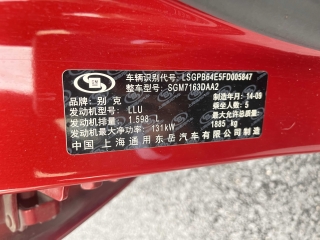 车辆识别代号: LSGPB64E5FD005847
整车型号: SGM7163DAA2
品牌: 别克 制造年月: 14-09
发动机型号: LLU 乘坐人数: 5
发动机排量: 1.598 L 最大允许总质量:
发动机最大净功率: 131kW 1885 kg
中国 上海通用东岳汽车有限公司制造